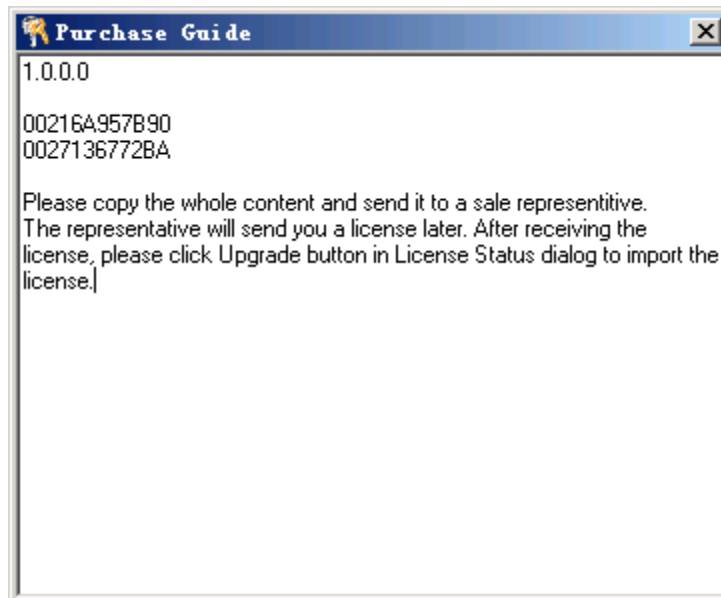 Purchase Guide
1.0.0.0
00216A957B90
0027136772BA
Please copy the whole content and send it to a sale representitive.
The representative will send you a license later. After receiving the
license, please click Upgrade button in License Status dialog to import the
license.